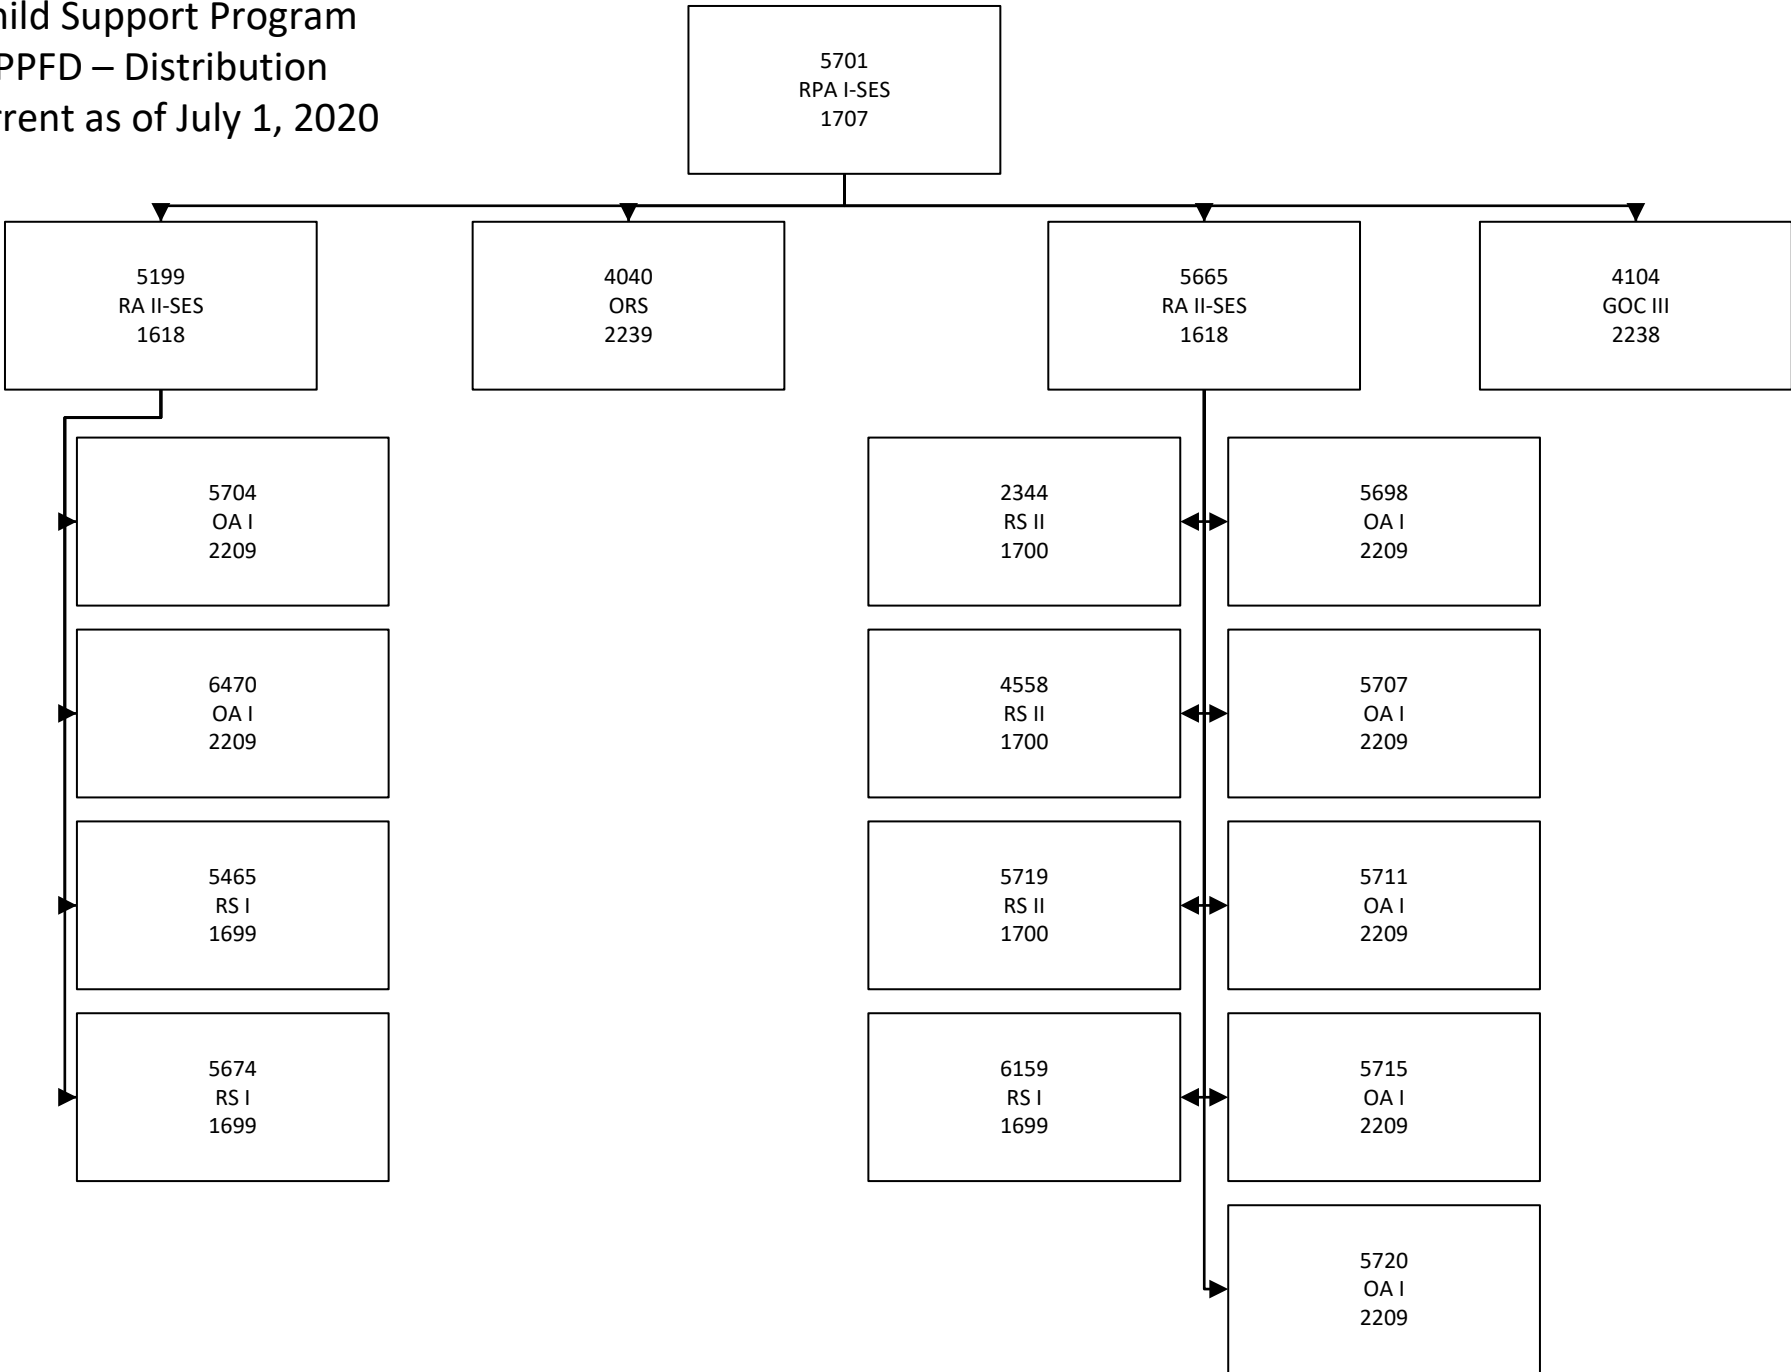 hild Support Program
PPFD – Distribution
rrent as of July 1, 2020
5701
RPA I-SES
1707
5199
RA II-SES
1618
4040
ORS
2239
5665
RA II-SES
1618
4104
GOC III
2238
5704
OA I
2209
2344
RS II
1700
5698
OA I
2209
6470
OA I
2209
4558
RS II
1700
5707
OA I
2209
5465
RS I
1699
5719
RS II
1700
5711
OA I
2209
5674
RS I
1699
6159
RS I
1699
5715
OA I
2209
5720
OA I
2209